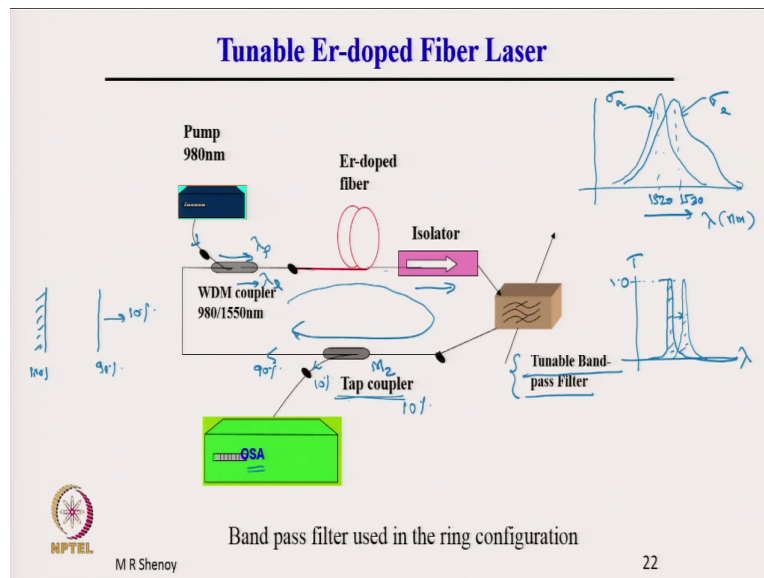 Tunable Er-doped Fiber Laser
Pump
980nm
Er-doped
fiber
Isolator
σa
σe
1520 1530
λ (nm)
λp
λl
WDM coupler
980/1550nm
T
1.0
λ
10%
90%
90%
10%
M2
Tap coupler
10%
Tunable Band-
pass Filter
OSA
Band pass filter used in the ring configuration
NPTEL
M R Shenoy
22